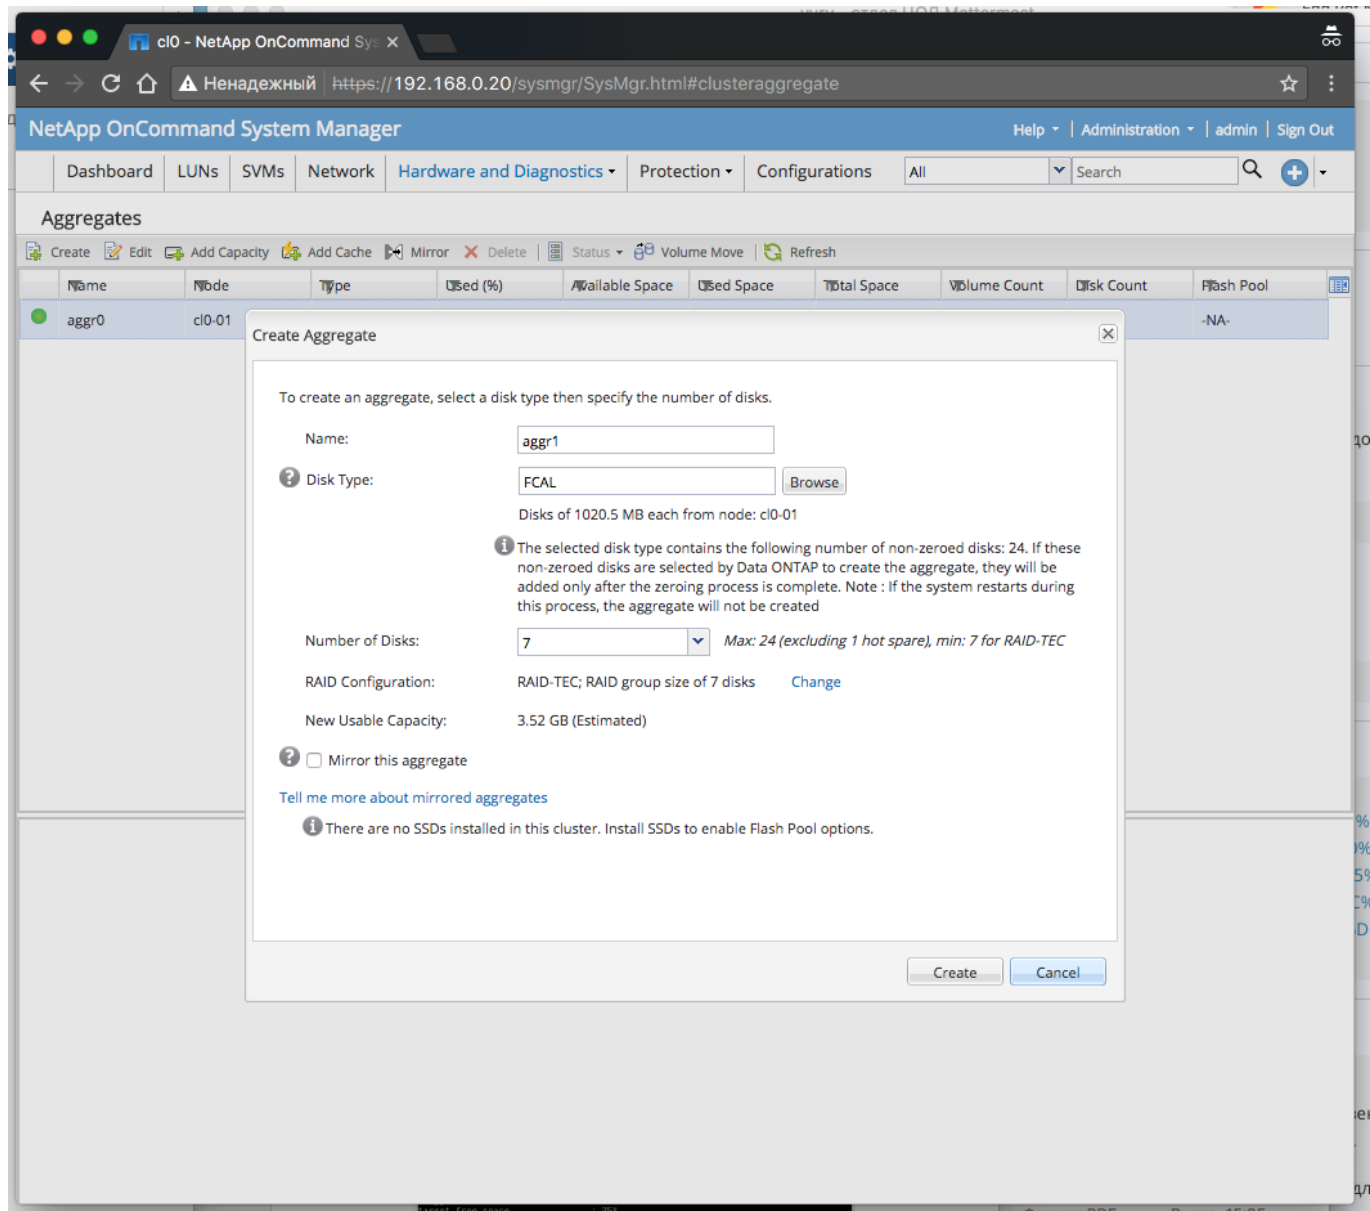 cl0 - NetApp OnCommand Sys
Ненадежный https://192.168.0.20/sysmgr/SysMgr.html#clusteraggregate
NetApp OnCommand System Manager
Help Administration admin Sign Out
Dashboard LUNs SVMs Network Hardware and Diagnostics Protection Configurations All Search
Aggregates
Create Edit Add Capacity Add Cache Mirror Delete Status Volume Move Refresh
Name Node Type Used (%) Available Space Used Space Total Space Volume Count Disk Count Flash Pool
aggr0 cl0-01 -NA-
Create Aggregate
To create an aggregate, select a disk type then specify the number of disks.
Name: aggr1
Disk Type: FCAL Browse
Disks of 1020.5 MB each from node: cl0-01
The selected disk type contains the following number of non-zeroed disks: 24. If these
non-zeroed disks are selected by Data ONTAP to create the aggregate, they will be
added only after the zeroing process is complete. Note : If the system restarts during
this process, the aggregate will not be created
Number of Disks: 7 Max: 24 (excluding 1 hot spare), min: 7 for RAID-TEC
RAID Configuration: RAID-TEC; RAID group size of 7 disks Change
New Usable Capacity: 3.52 GB (Estimated)
Mirror this aggregate
Tell me more about mirrored aggregates
There are no SSDs installed in this cluster. Install SSDs to enable Flash Pool options.
Create Cancel